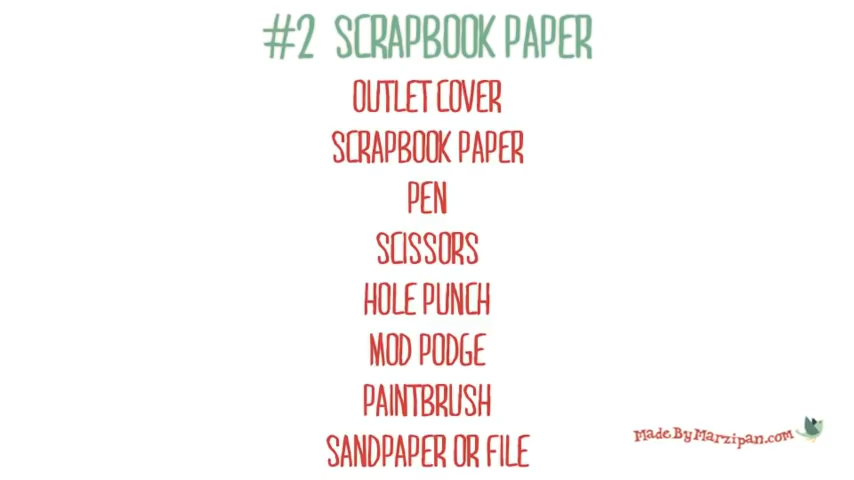 #2 SCRAPBOOK PAPER
OUTLET COVER
SCRAPBOOK PAPER
PEN
SCISSORS
HOLE PUNCH
MOD PODGE
PAINTBRUSH
SANDPAPER OR FILE
MadeByMarzipan.com